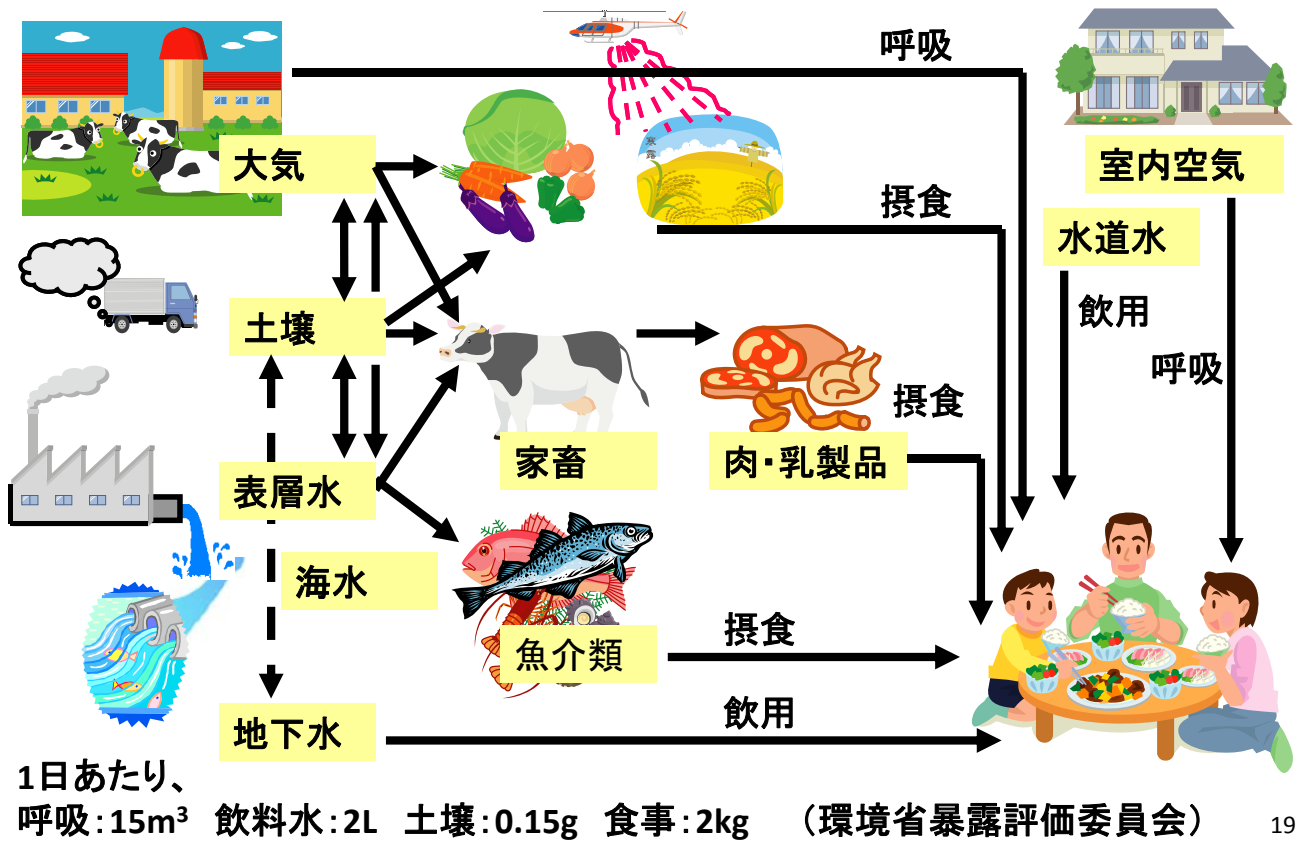 呼吸
大気
寒露
室内空気
摂食
水道水
飲用
土壌
呼吸
摂食
家畜
肉・乳製品
表層水
海水
摂食
魚介類
飲用
地下水
1日あたり、
呼吸：15m³ 飲料水：2L 土壌：0.15g 食事：2kg （環境省暴露評価委員会）
19